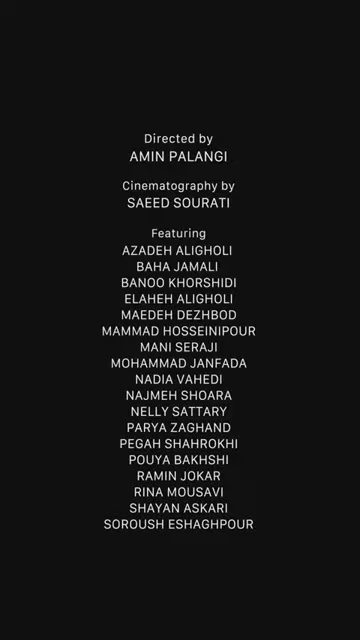 Directed by
AMIN PALANGI
Cinematography by
SAEED SOURATI
Featuring
AZADEH ALIGHOLI
BAHA JAMALI
BANOO KHORSHIDI
ELAHEH ALIGHOLI
MAEDEH DEZHBOD
MAMMAD HOSSEINIPOUR
MANI SERAJI
MOHAMMAD JANFADA
NADIA VAHEDI
NAJMEH SHOARA
NELLY SATTARY
PARYA ZAGHAND
PEGAH SHAHROKHI
POUYA BAKHSHI
RAMIN JOKAR
RINA MOUSAVI
SHAYAN ASKARI
SOROUSH ESHAGHPOUR